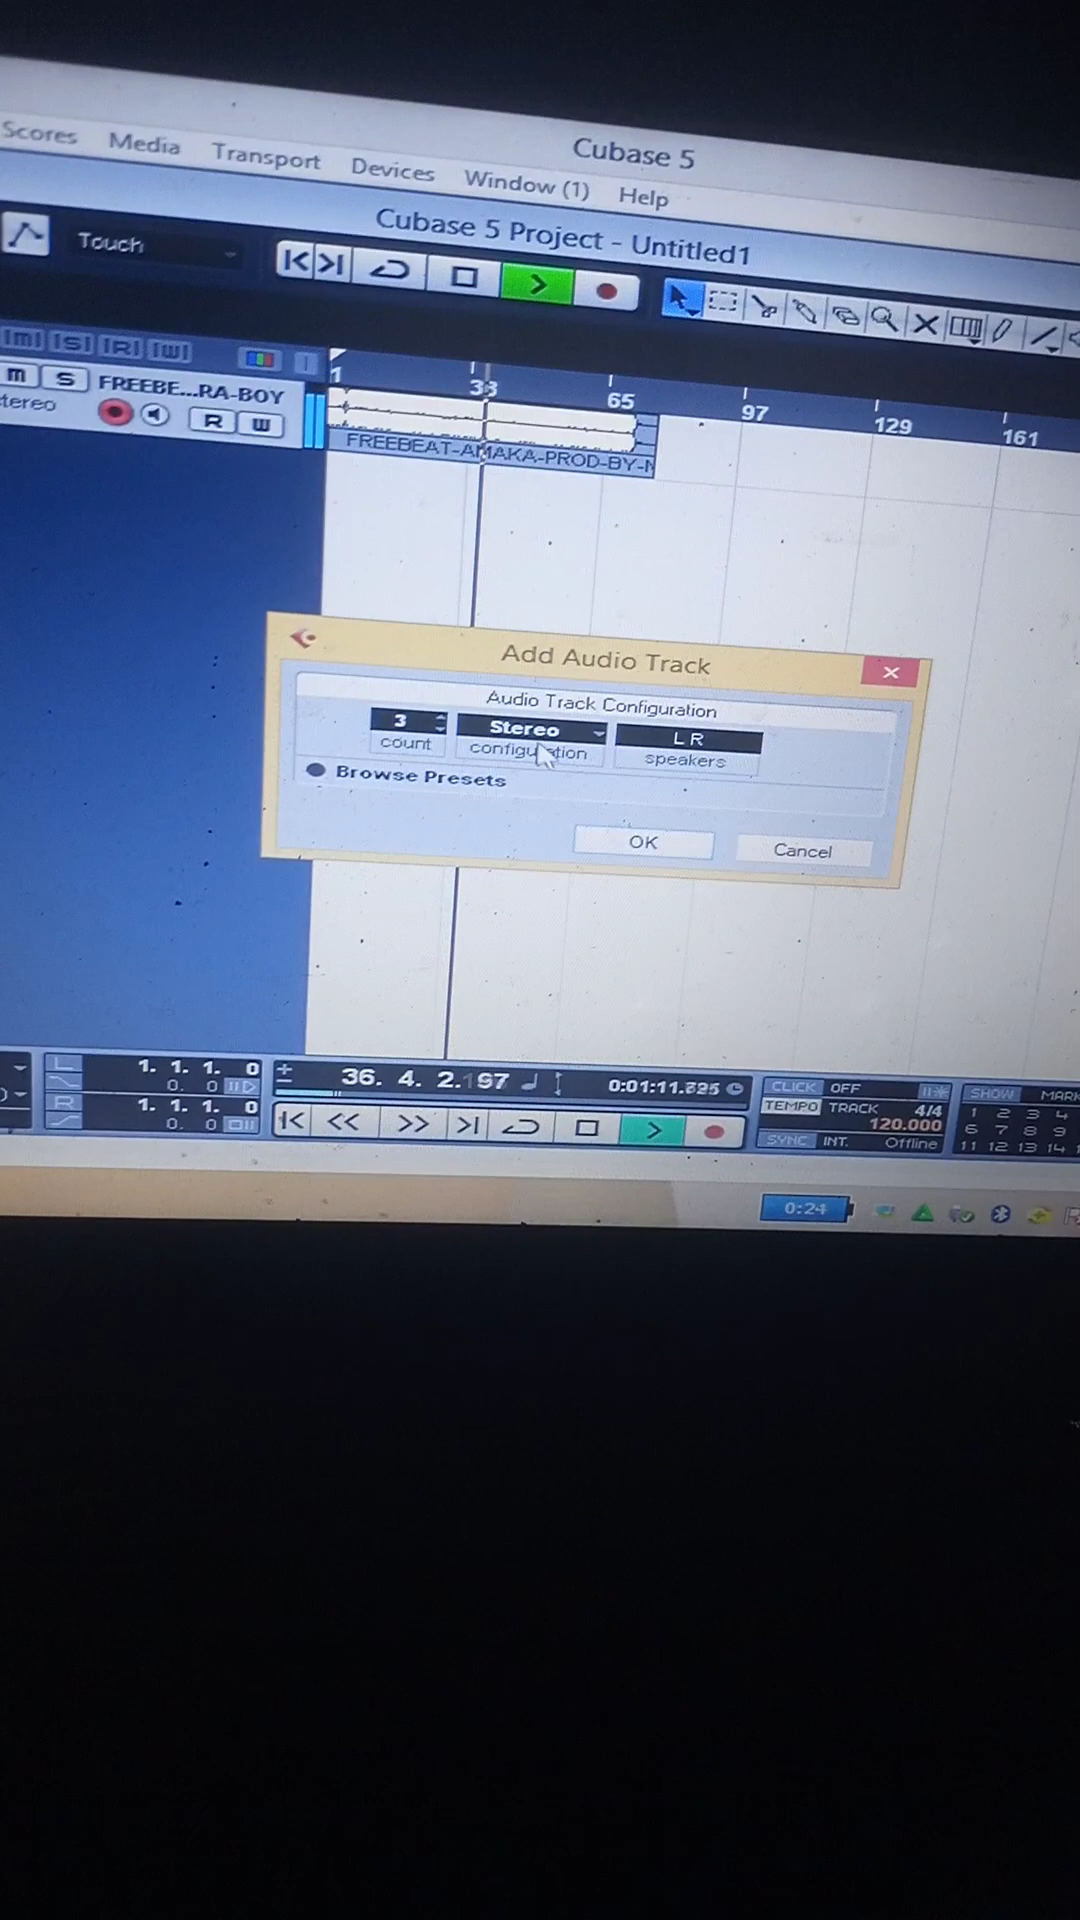 Cubase 5
Scores Media Transport Devices Window (1) Help
Cubase 5 Project - Untitled1
Touch
m S FREEBE...RA-BOY
tereo R W
1 33 65 97 129 161
FREEBEAT-AMAKA-PROD-BY-
Add Audio Track
Audio Track Configuration
3 Stereo L R
count configuration speakers
Browse Presets
OK Cancel
L 1. 1. 1. 0
0. 0
R 1. 1. 1. 0
0. 0
36. 4. 2.197 0:01:11.325
CLICK OFF
TEMPO TRACK 4/4
120.000
SYNC INT. Offline
SHOW MARK
1 2 3 4
6 7 8 9
11 12 13 14
0:24